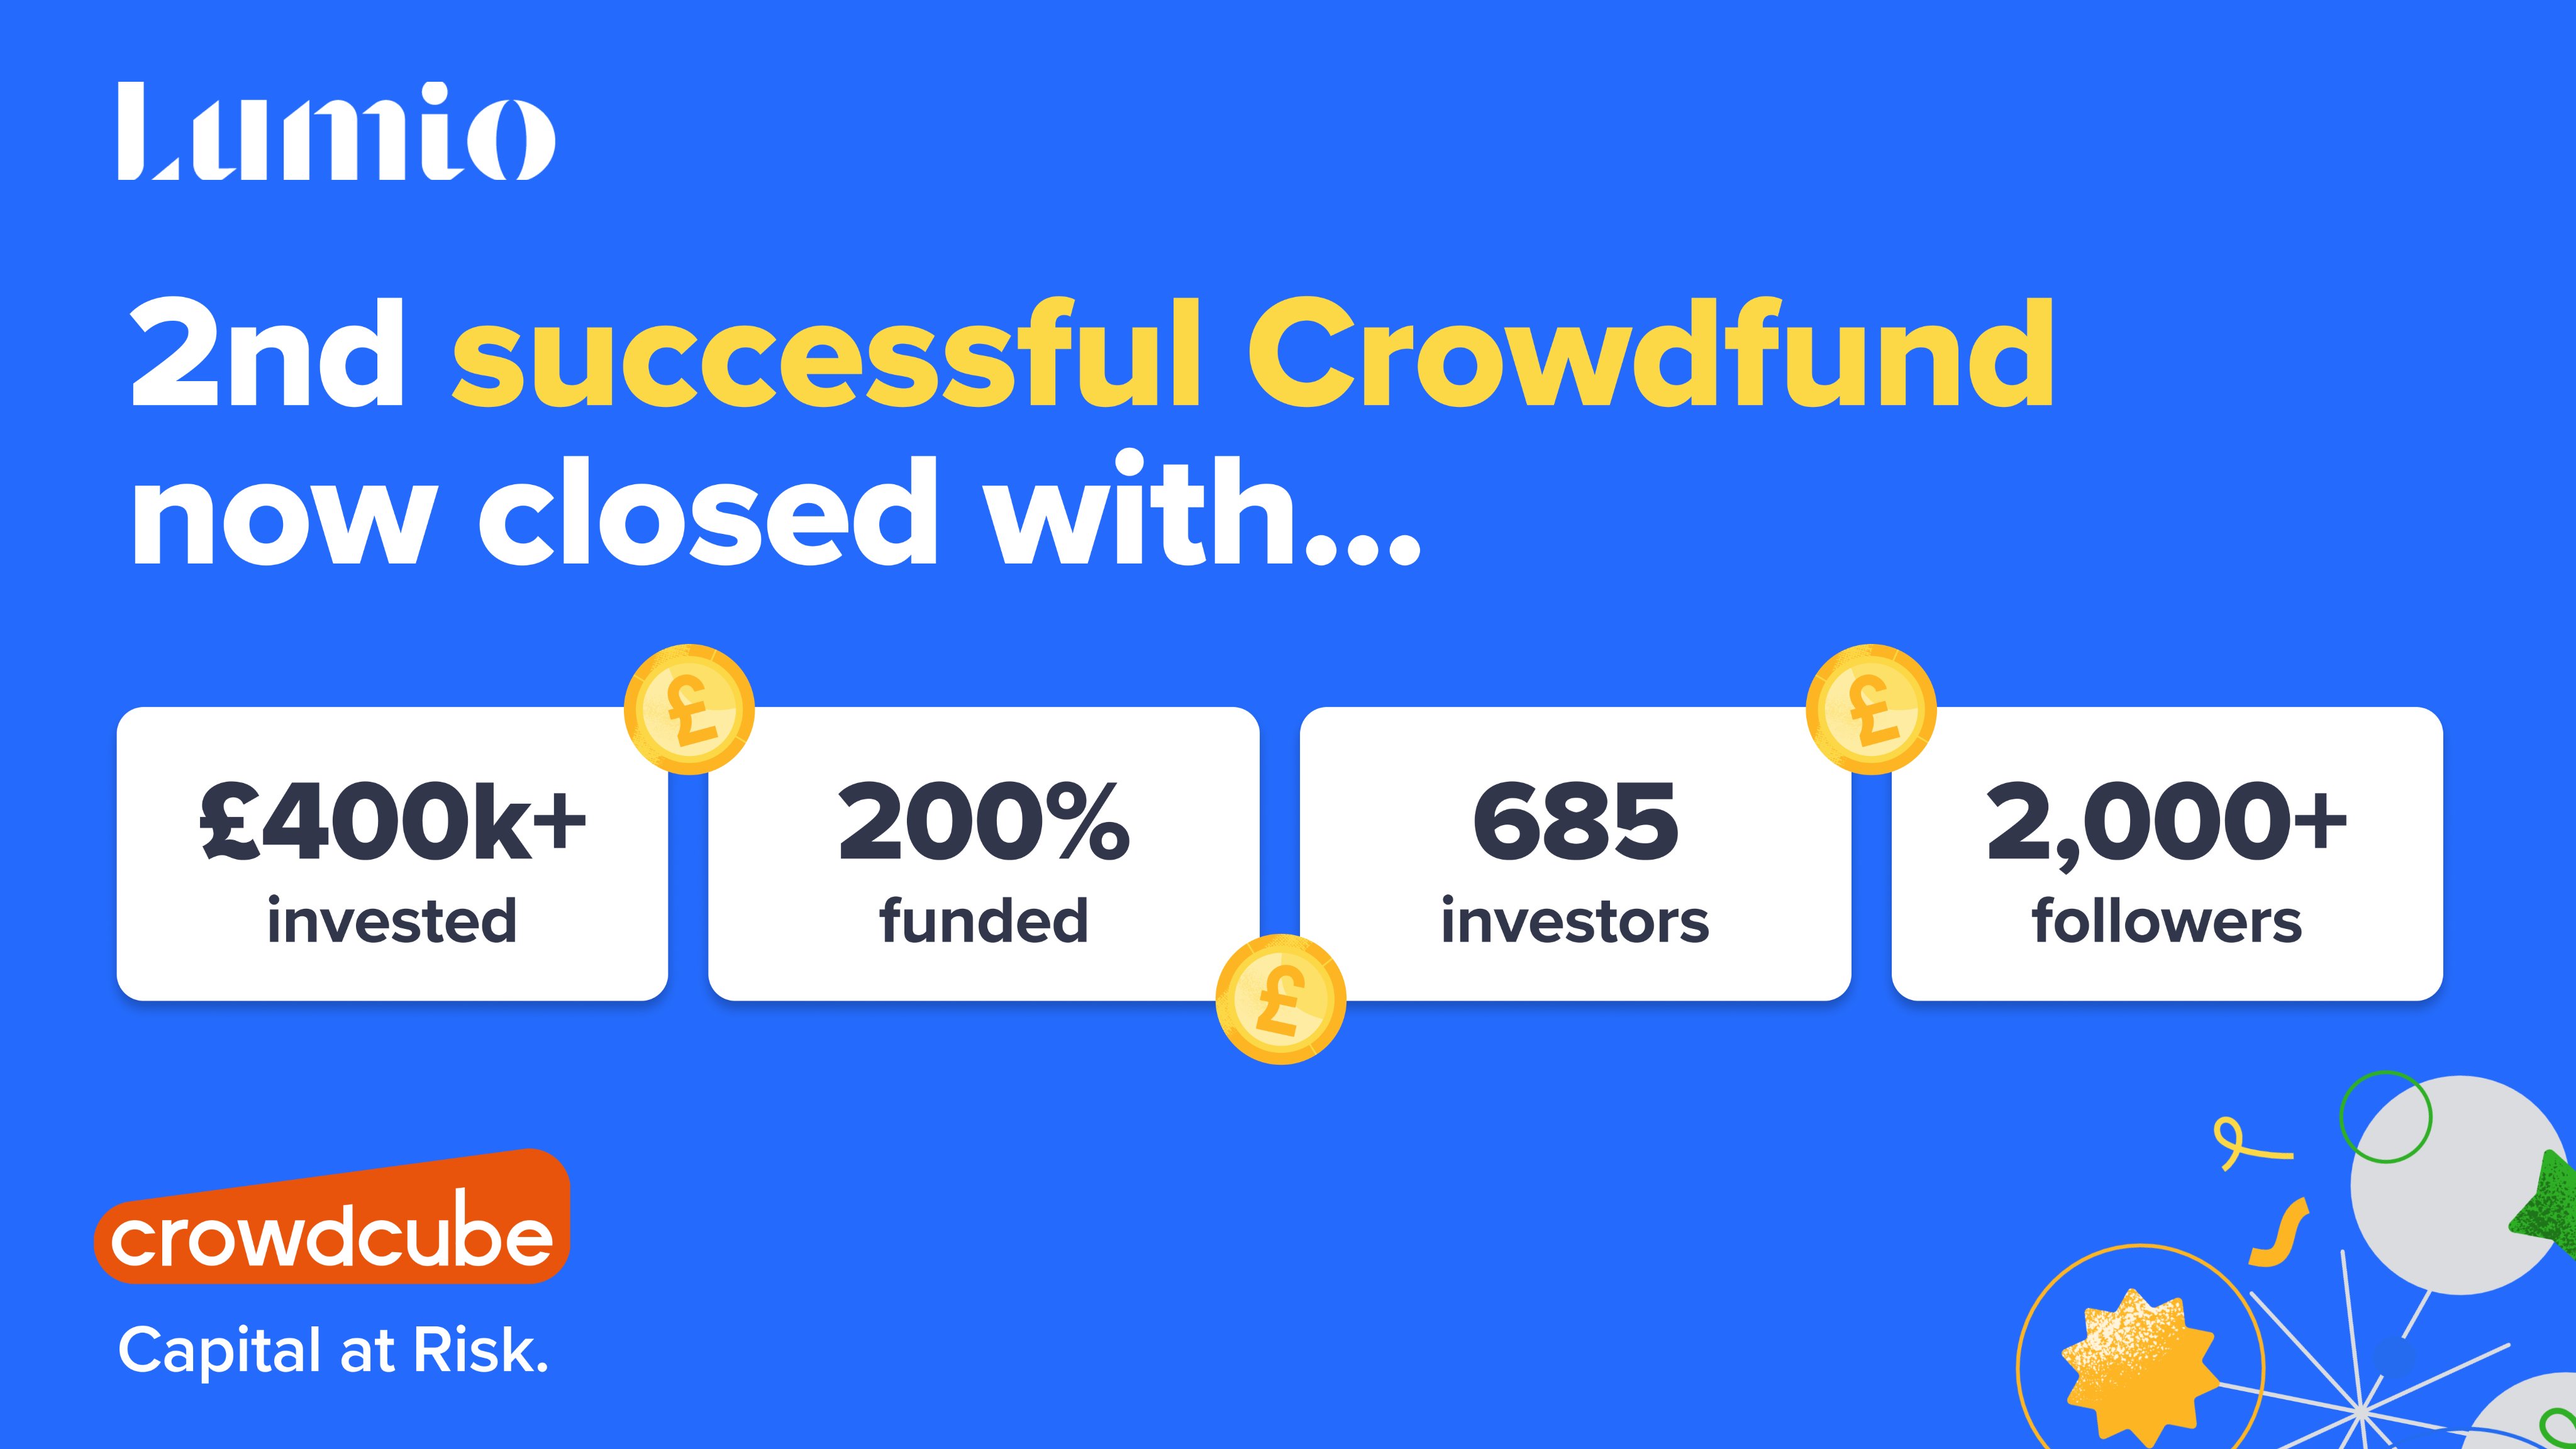 Lumio
2nd successful Crowdfund
now closed with...
£400k+
invested
200%
funded
685
investors
2,000+
followers
£
£
£
crowdcube
Capital at Risk.